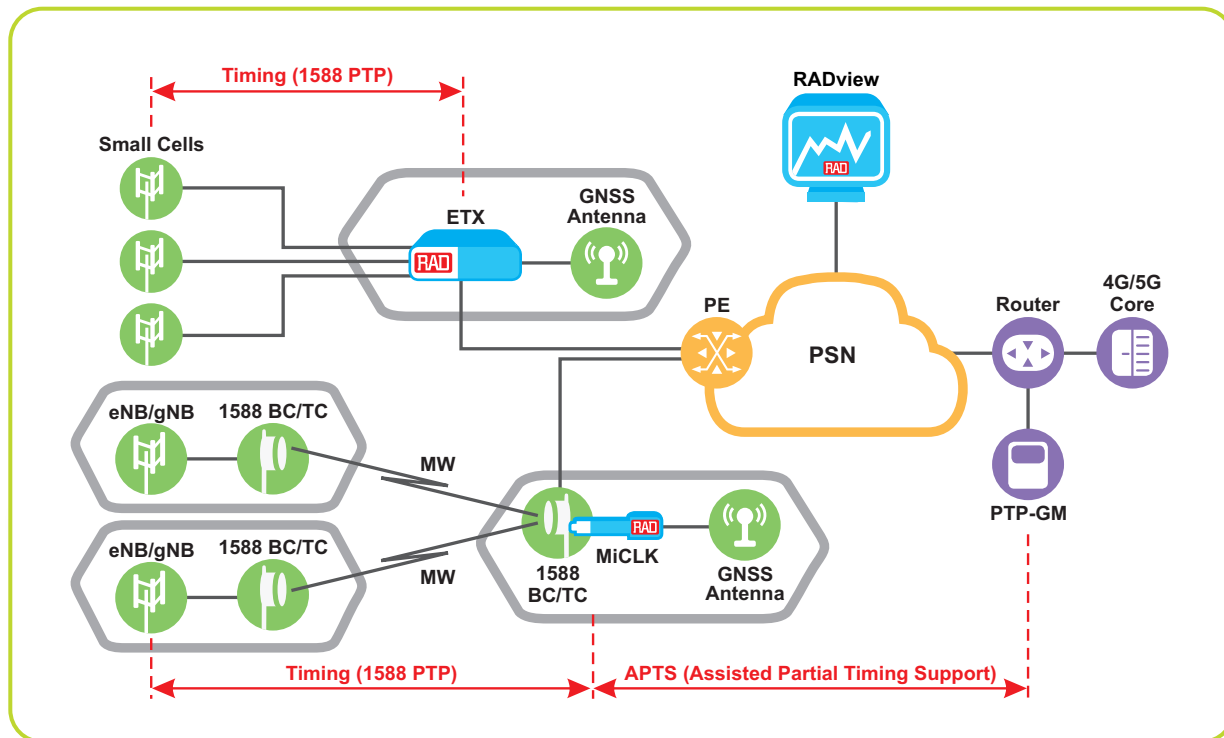 RADview
Timing (1588 PTP)
Small Cells
RAD
GNSS
Antenna
ETX
RAD
PE
PSN
Router
4G/5G
Core
eNB/gNB
1588 BC/TC
MW
PTP-GM
RAD
MiCLK
1588
BC/TC
GNSS
Antenna
eNB/gNB
1588 BC/TC
MW
Timing (1588 PTP)
APTS (Assisted Partial Timing Support)